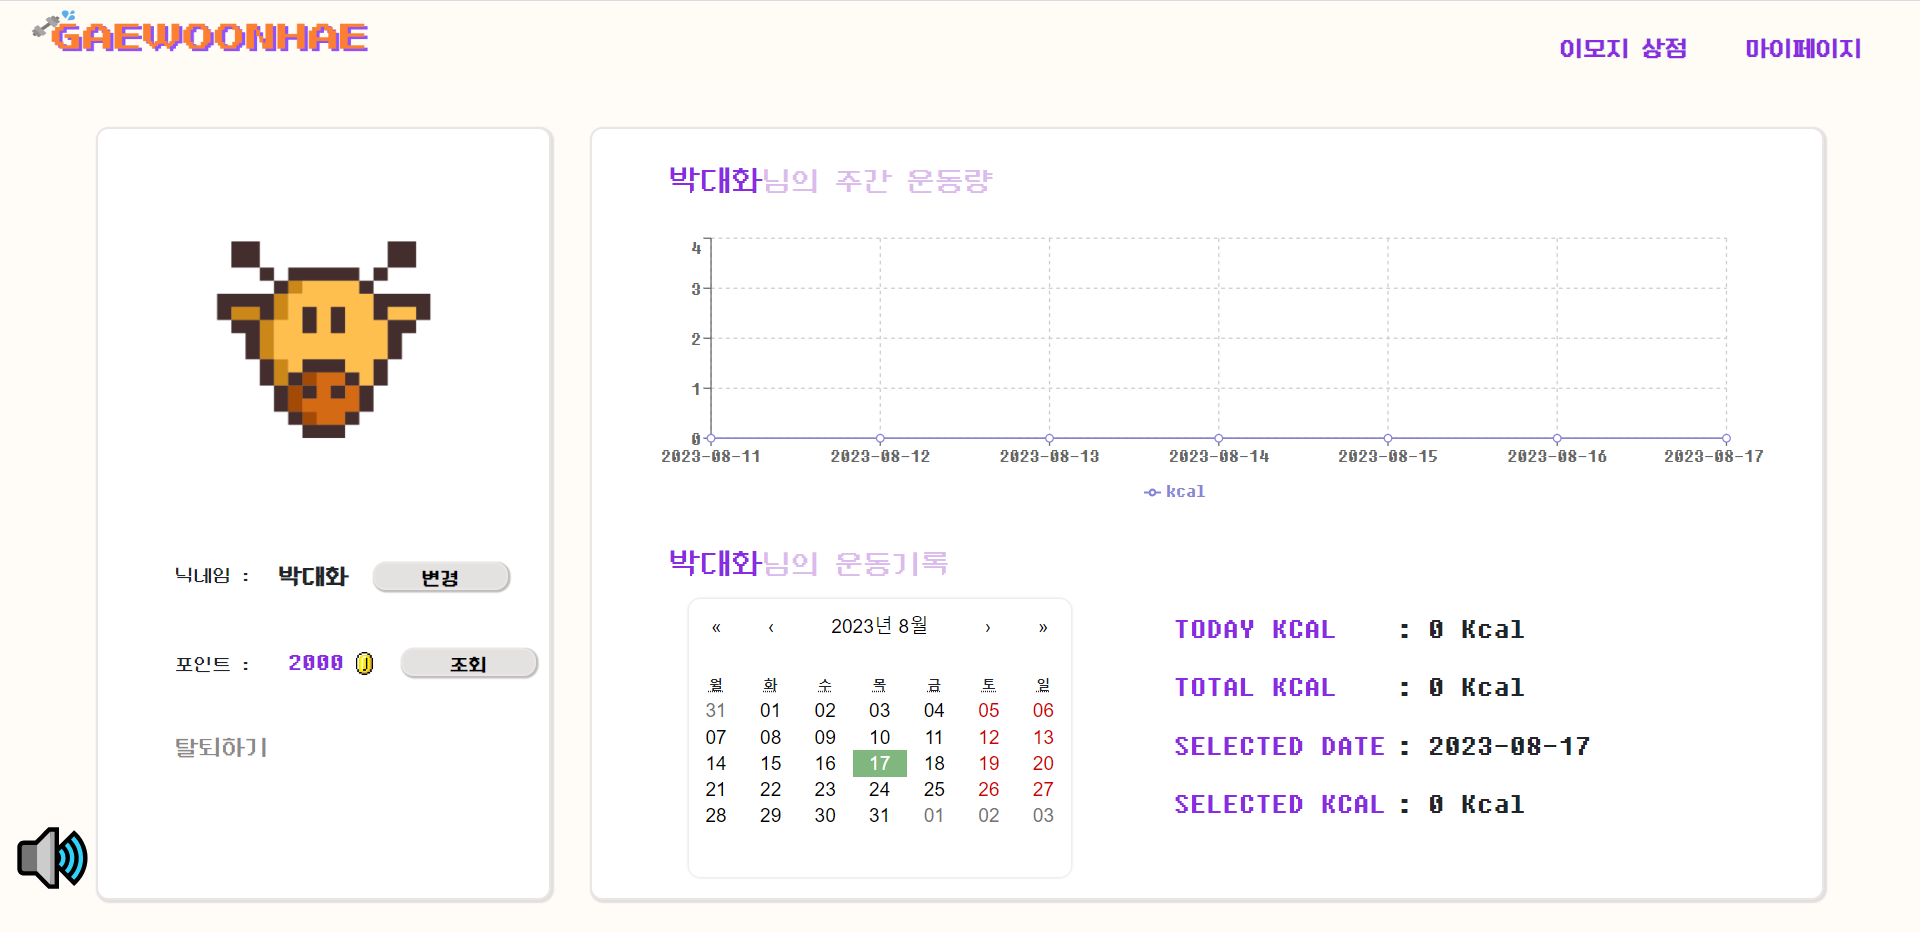 GAEWOONHAE
이모지 상점 마이페이지
닉네임 : 박대화 변경
포인트 : 2000 조회
탈퇴하기
박대화님의 주간 운동량
4
3
2
1
0
2023-08-11 2023-08-12 2023-08-13 2023-08-14 2023-08-15 2023-08-16 2023-08-17
kcal
박대화님의 운동기록
« ‹ 2023년 8월 › »
월 화 수 목 금 토 일
31 01 02 03 04 05 06
07 08 09 10 11 12 13
14 15 16 17 18 19 20
21 22 23 24 25 26 27
28 29 30 31 01 02 03
TODAY KCAL : 0 Kcal
TOTAL KCAL : 0 Kcal
SELECTED DATE : 2023-08-17
SELECTED KCAL : 0 Kcal